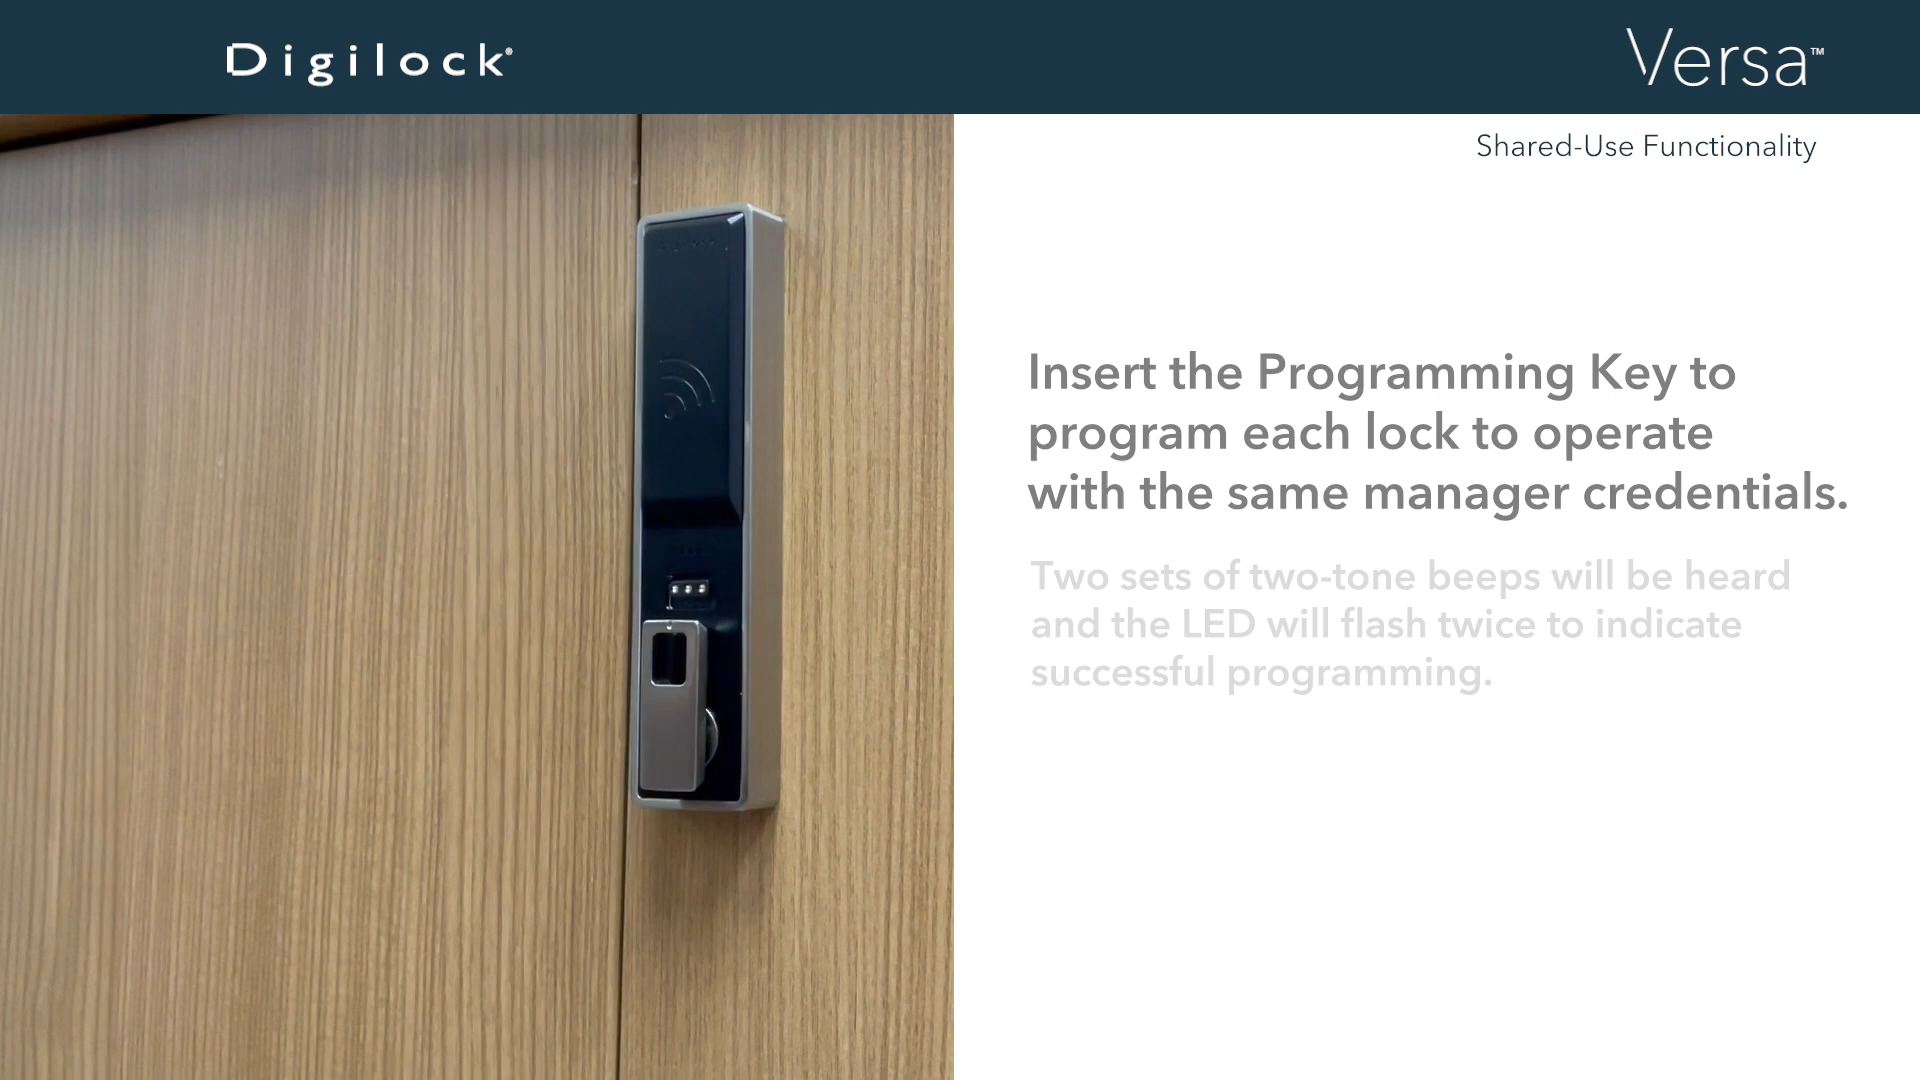 Digilock®
Versa™
Shared-Use Functionality
Insert the Programming Key to
program each lock to operate
with the same manager credentials.
Two sets of two-tone beeps will be heard
and the LED will flash twice to indicate
successful programming.